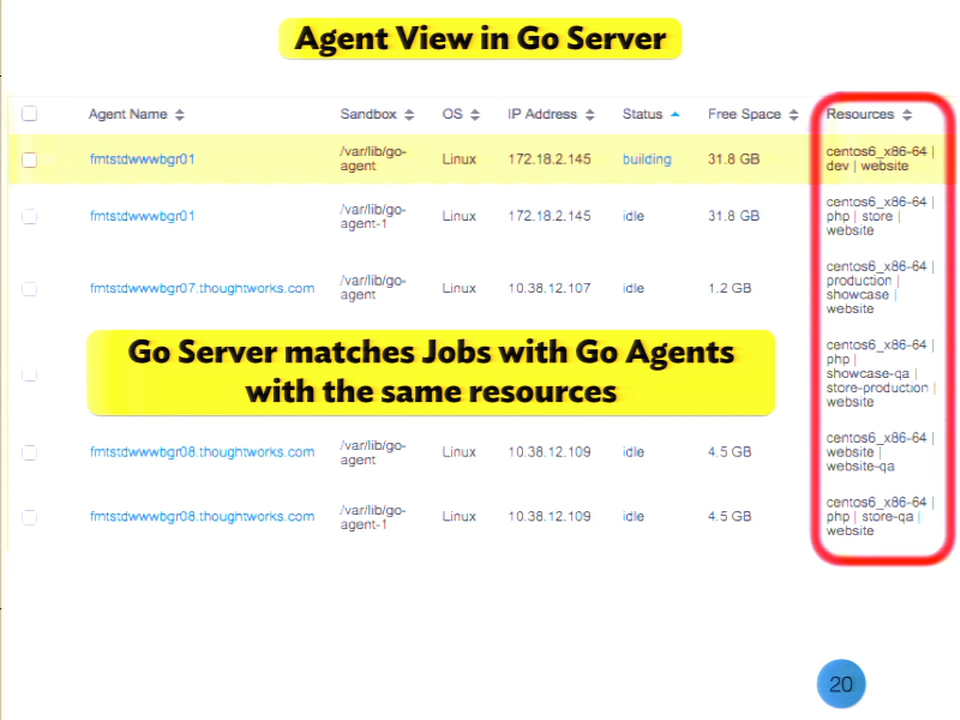 Agent View in Go Server
Agent Name Sandbox OS IP Address Status Free Space Resources
fmtstdwwwbgr01 /var/lib/go-agent Linux 172.18.2.145 building 31.8 GB centos6_x86-64 | dev | website
fmtstdwwwbgr01 /var/lib/go-agent-1 Linux 172.18.2.145 idle 31.8 GB centos6_x86-64 | php | store | website
fmtstdwwwbgr07.thoughtworks.com /var/lib/go-agent Linux 10.38.12.107 idle 1.2 GB centos6_x86-64 | production | showcase | website
Go Server matches Jobs with Go Agents
with the same resources
centos6_x86-64 | php | showcase-qa | store-production | website
fmtstdwwwbgr08.thoughtworks.com /var/lib/go-agent Linux 10.38.12.109 idle 4.5 GB centos6_x86-64 | website | website-qa
fmtstdwwwbgr08.thoughtworks.com /var/lib/go-agent-1 Linux 10.38.12.109 idle 4.5 GB centos6_x86-64 | php | store-qa | website
20